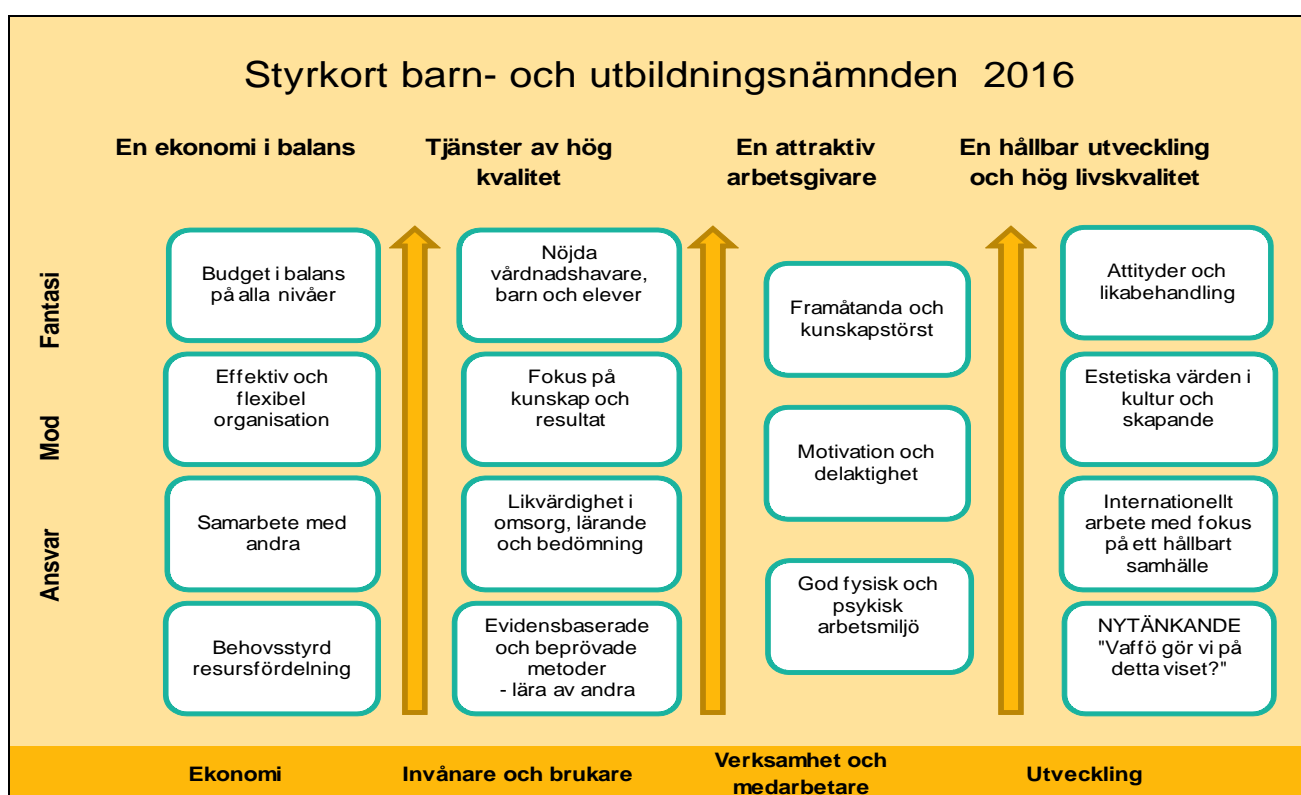 Styrkort barn- och utbildningsnämnden 2016
En ekonomi i balans
Tjänster av hög
kvalitet
En attraktiv
arbetsgivare
En hållbar utveckling
och hög livskvalitet
Fantasi
Mod
Ansvar
Budget i balans
på alla nivåer
Effektiv och
flexibel
organisation
Samarbete med
andra
Behovsstyrd
resursfördelning
Nöjda
vårdnadshavare,
barn och elever
Fokus på
kunskap och
resultat
Likvärdighet i
omsorg, lärande
och bedömning
Evidensbaserade
och beprövade
metoder
- lära av andra
Framåtanda och
kunskapstörst
Motivation och
delaktighet
God fysisk och
psykisk
arbetsmiljö
Attityder och
likabehandling
Estetiska värden i
kultur och
skapande
Internationellt
arbete med fokus
på ett hållbart
samhälle
NYTÄNKANDE
"Vaffö gör vi på
detta viset?"
Ekonomi
Invånare och brukare
Verksamhet och
medarbetare
Utveckling